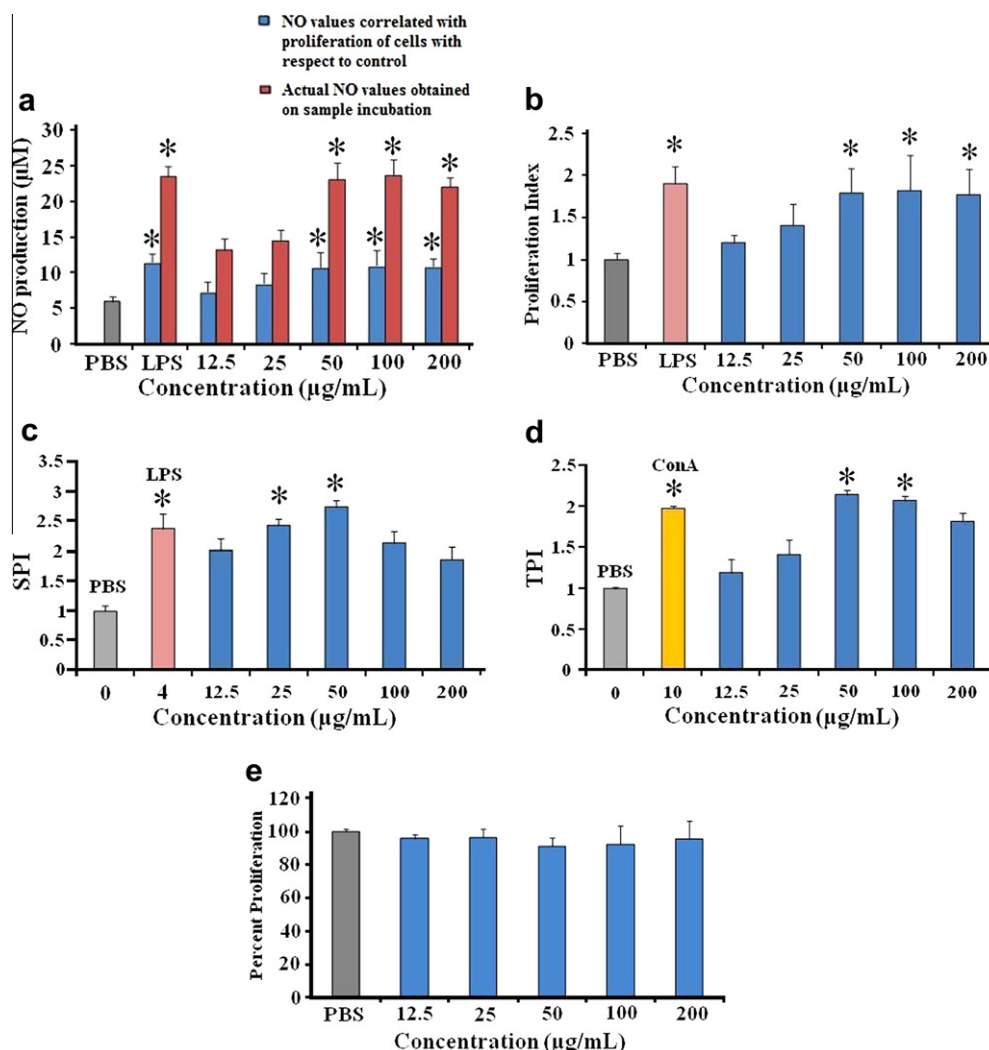 NO values correlated with
proliferation of cells with
respect to control
Actual NO values obtained
on sample incubation
a
NO production (µM)
30
25
20
15
10
5
0
*
*
*
*
*
*
*
*
PBS LPS 12.5 25 50 100 200
Concentration (µg/mL)
b
Proliferation Index
2.5
2
1.5
1
0.5
0
*
*
*
*
PBS LPS 12.5 25 50 100 200
Concentration (µg/mL)
c
SPI
3.5
3
2.5
2
1.5
1
0.5
0
PBS
LPS
*
*
*
0 4 12.5 25 50 100 200
Concentration (µg/mL)
d
TPI
2.5
2
1.5
1
0.5
0
PBS
ConA
*
*
*
0 10 12.5 25 50 100 200
Concentration (µg/mL)
e
Percent Proliferation
120
100
80
60
40
20
0
PBS 12.5 25 50 100 200
Concentration (µg/mL)